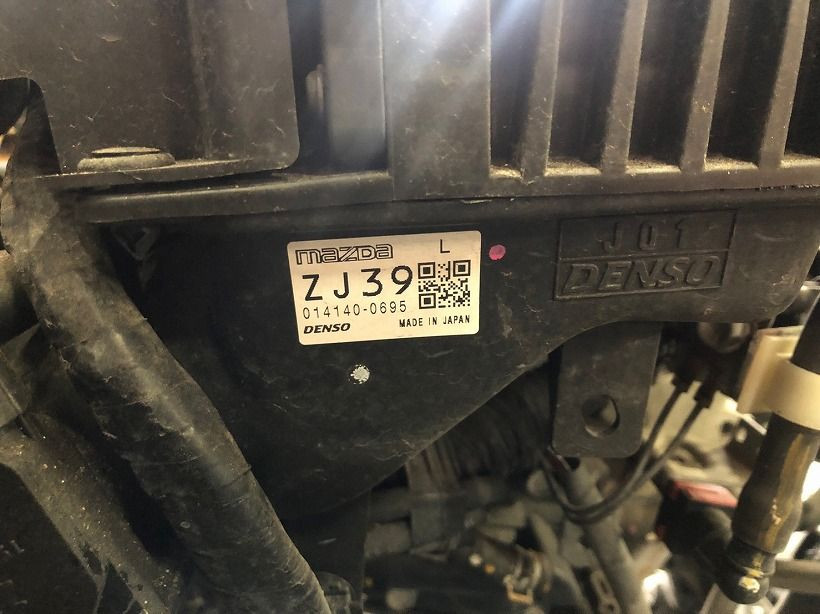 mazda L
ZJ39
014140-0695
DENSO MADE IN JAPAN
J01
DENSO